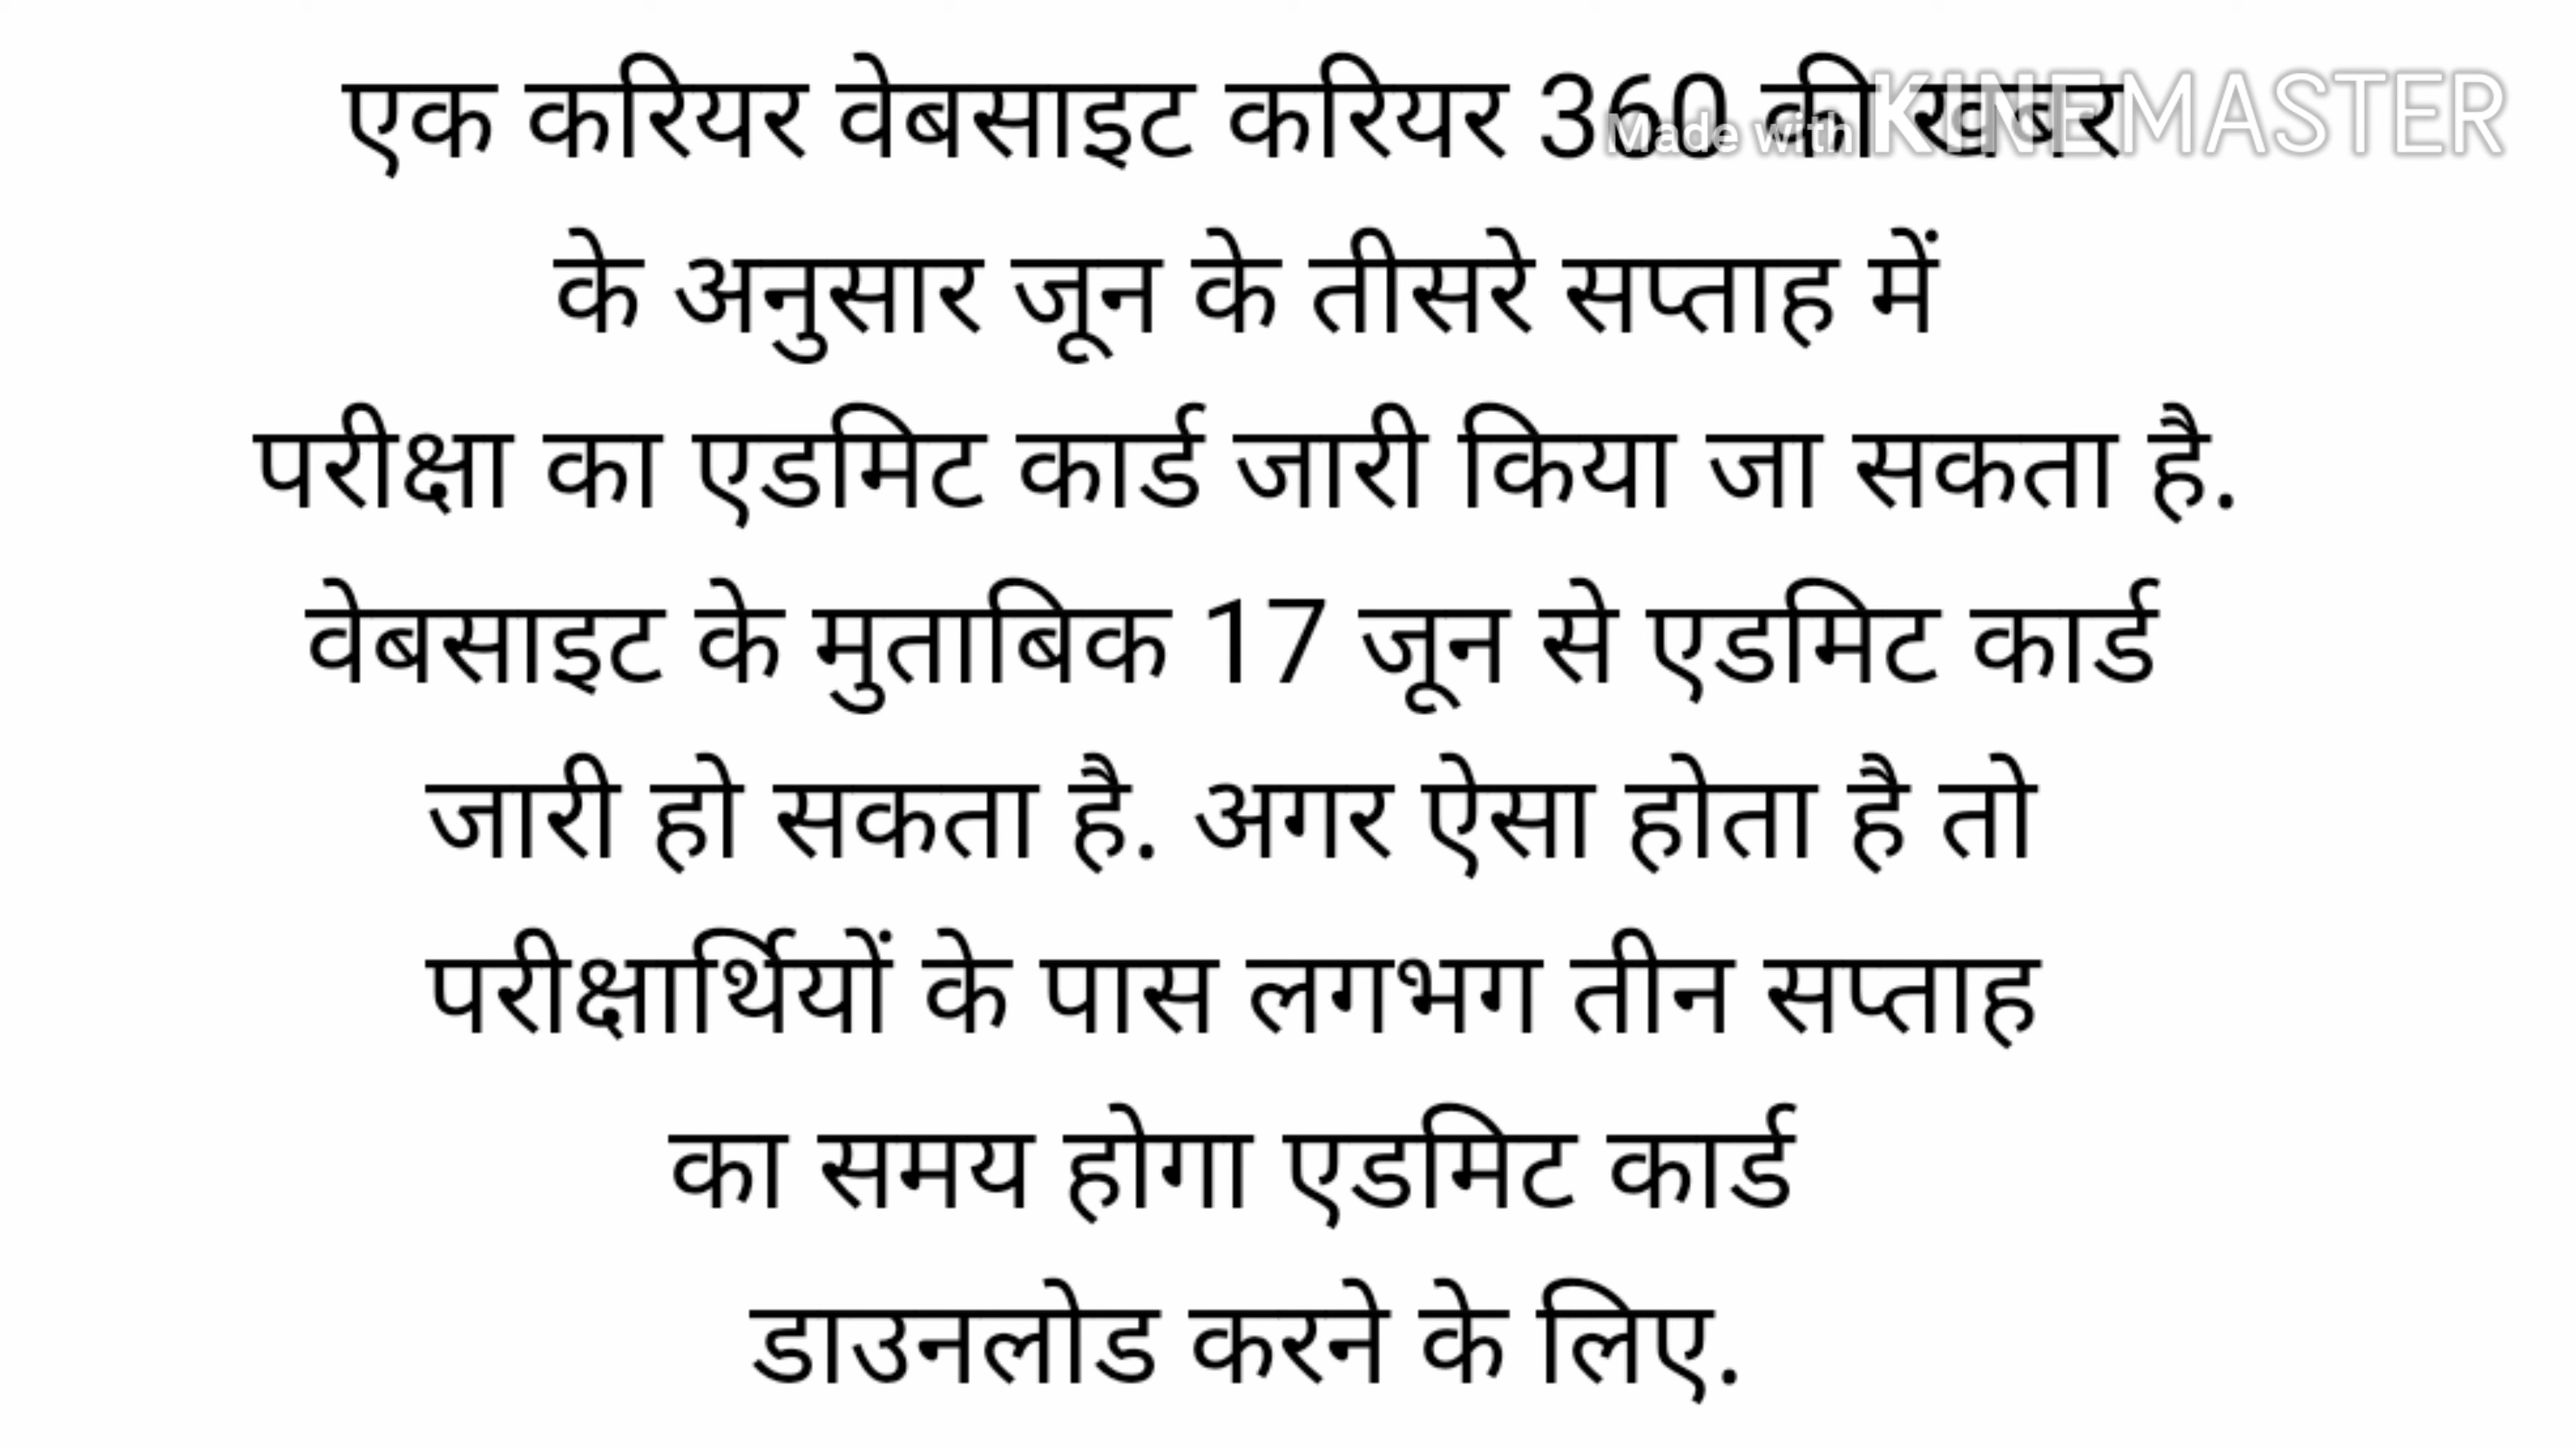 एक करियर वेबसाइट करियर 360 की खबर
Made with KINEMASTER
के अनुसार जून के तीसरे सप्ताह में
परीक्षा का एडमिट कार्ड जारी किया जा सकता है.
वेबसाइट के मुताबिक 17 जून से एडमिट कार्ड
जारी हो सकता है. अगर ऐसा होता है तो
परीक्षार्थियों के पास लगभग तीन सप्ताह
का समय होगा एडमिट कार्ड
डाउनलोड करने के लिए.